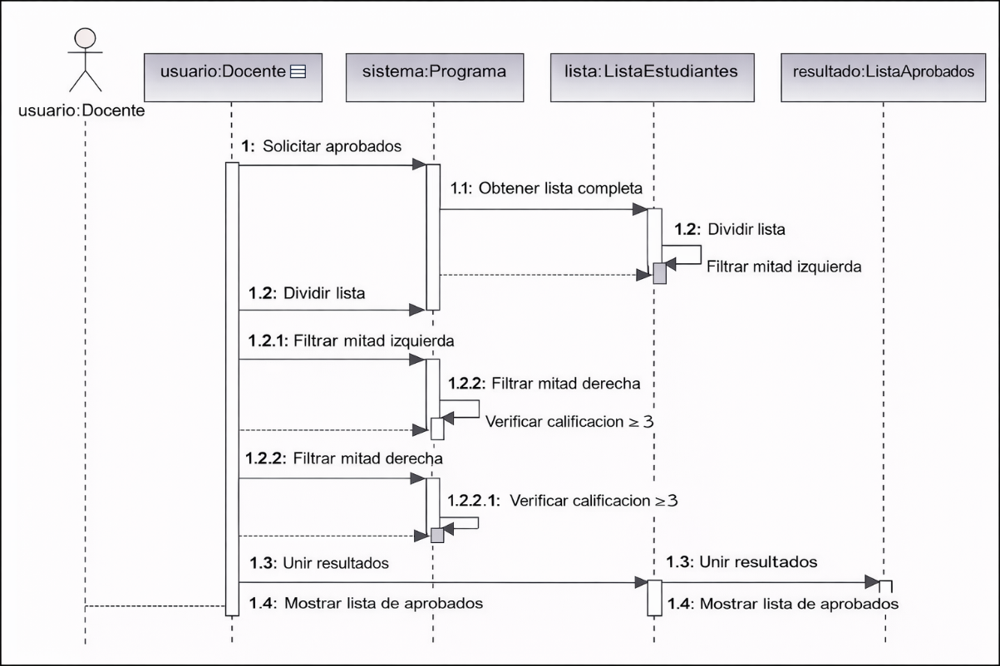 usuario:Docente
usuario:Docente
sistema:Programa
lista:ListaEstudiantes
resultado:ListaAprobados
1: Solicitar aprobados
1.1: Obtener lista completa
1.2: Dividir lista
Filtrar mitad izquierda
1.2: Dividir lista
1.2.1: Filtrar mitad izquierda
1.2.2: Filtrar mitad derecha
Verificar calificacion ≥ 3
1.2.2: Filtrar mitad derecha
1.2.2.1: Verificar calificacion ≥3
1.3: Unir resultados
1.3: Unir resultados
1.4: Mostrar lista de aprobados
1.4: Mostrar lista de aprobados